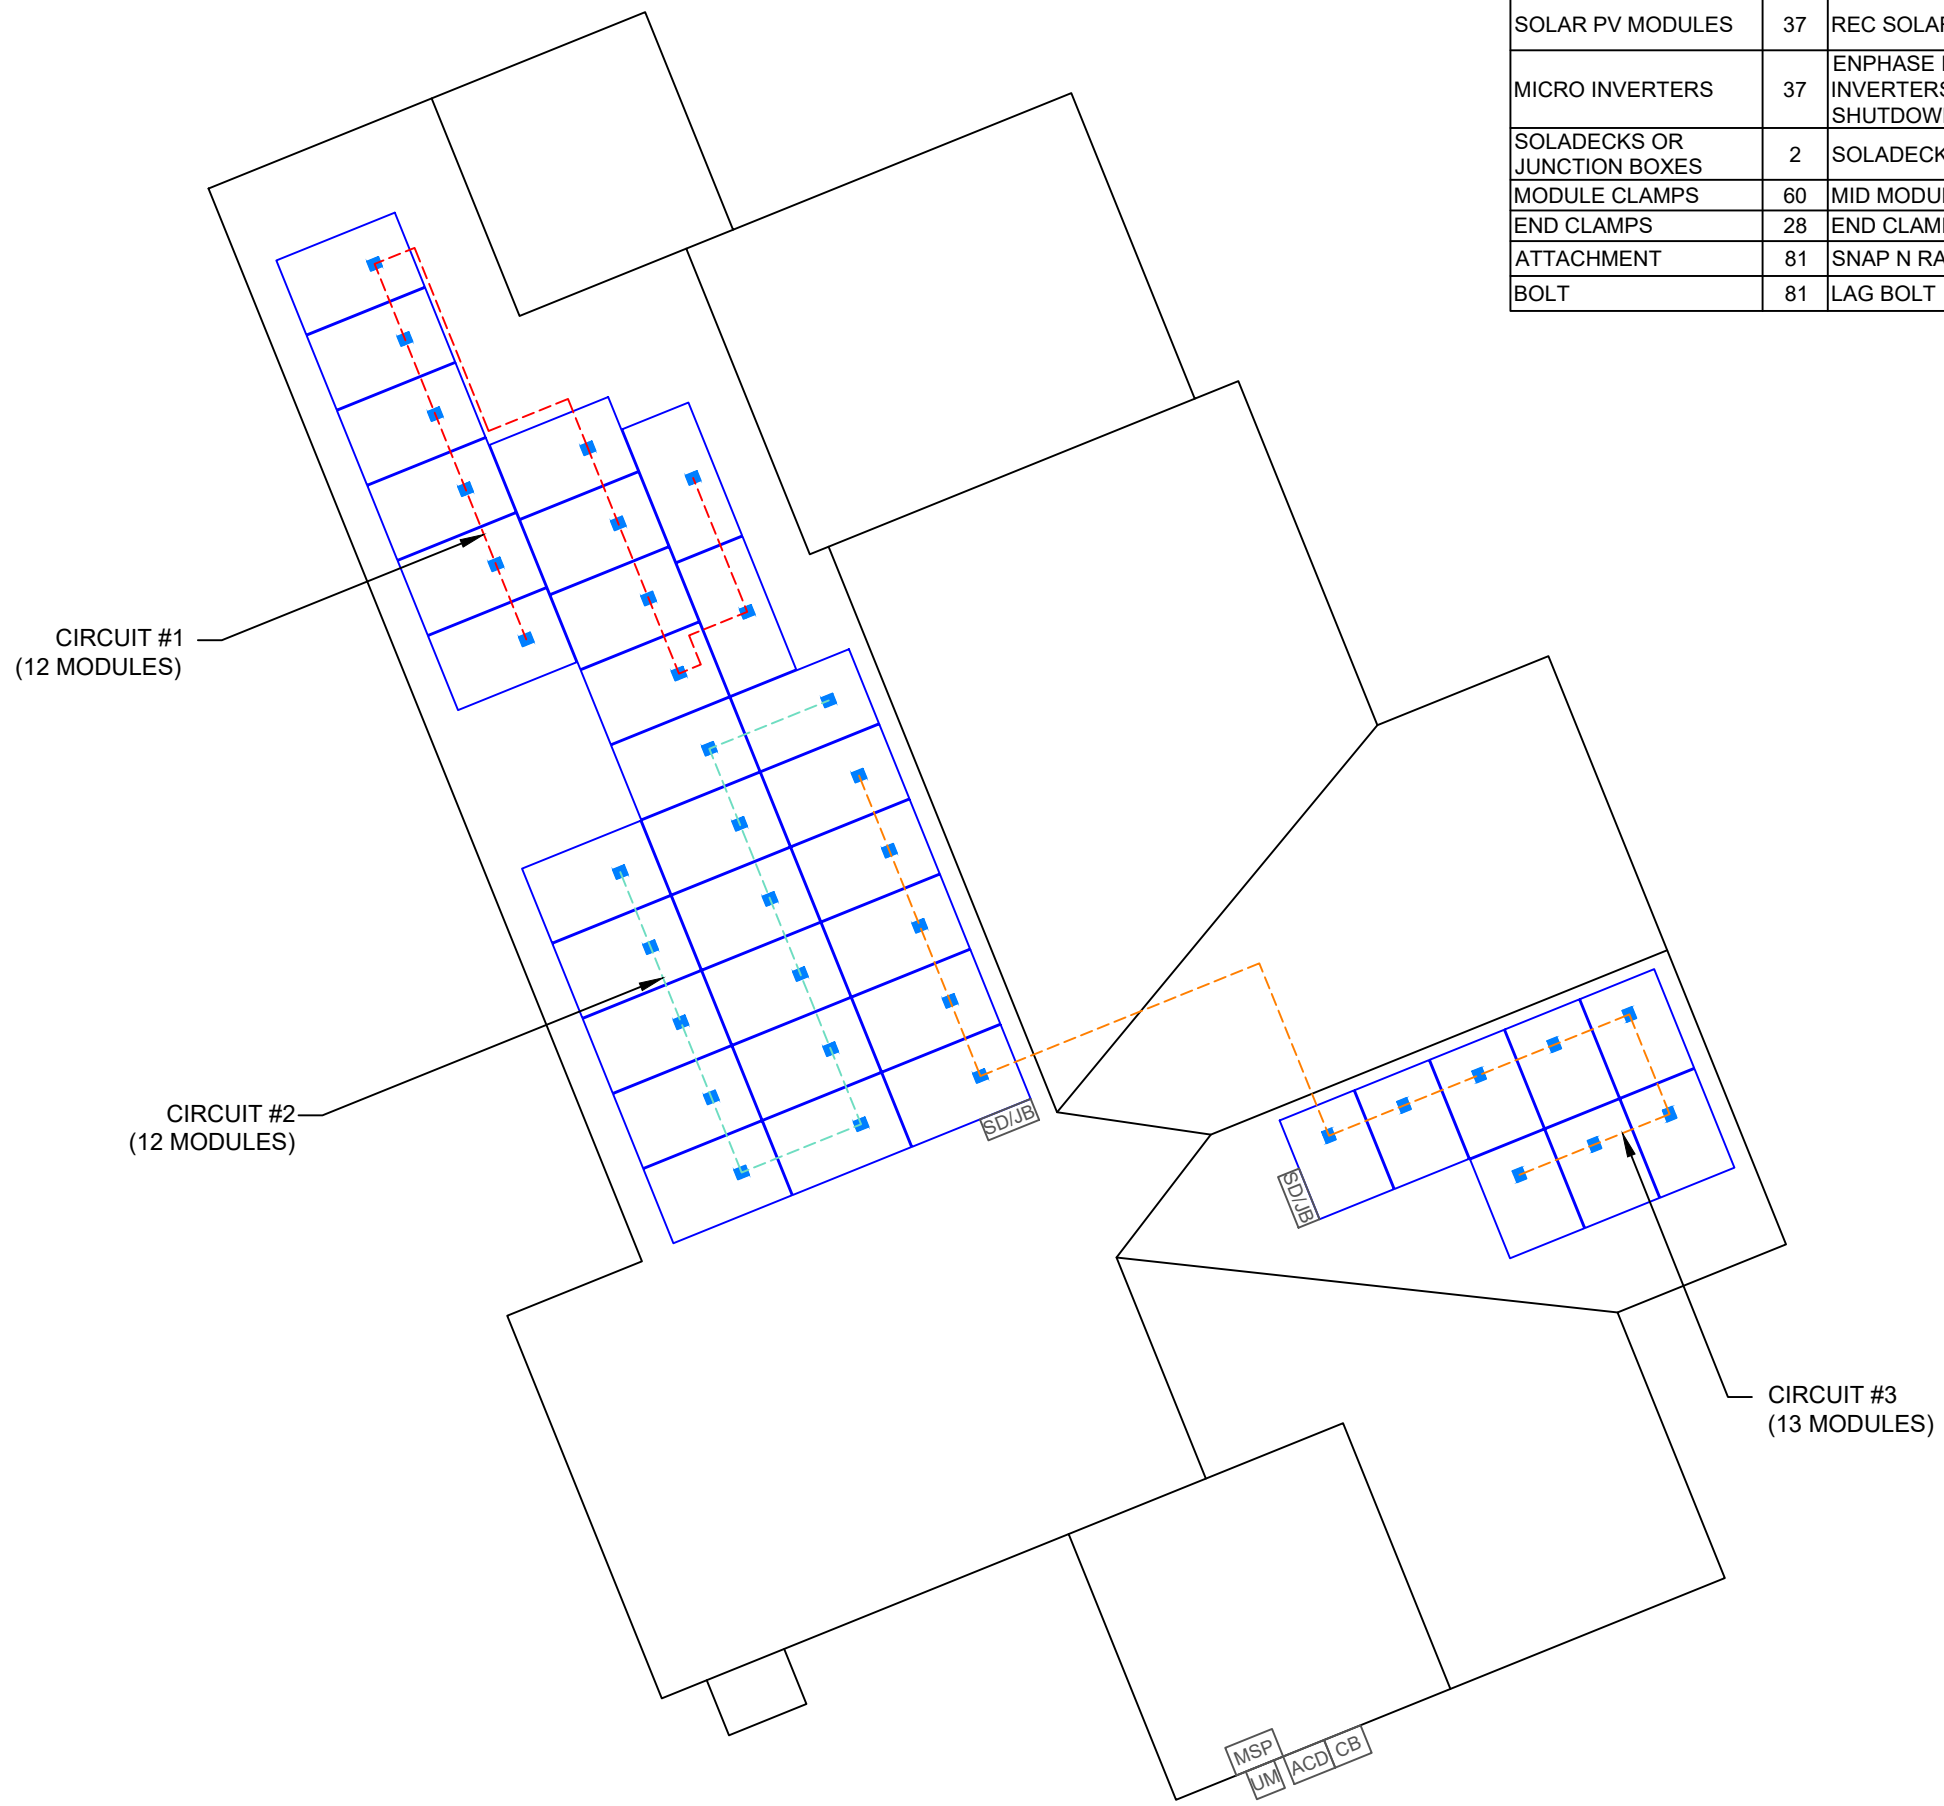 SOLAR PV MODULES 37 REC SOLAR
MICRO INVERTERS 37 ENPHASE
INVERTERS
SHUTDOW
SOLADECKS OR
JUNCTION BOXES 2 SOLADECK
MODULE CLAMPS 60 MID MODU
END CLAMPS 28 END CLAM
ATTACHMENT 81 SNAP N RA
BOLT 81 LAG BOLT
CIRCUIT #1
(12 MODULES)
CIRCUIT #2
(12 MODULES)
SD/JB
SD/JB
CIRCUIT #3
(13 MODULES)
MSP
UM
ACD
CB